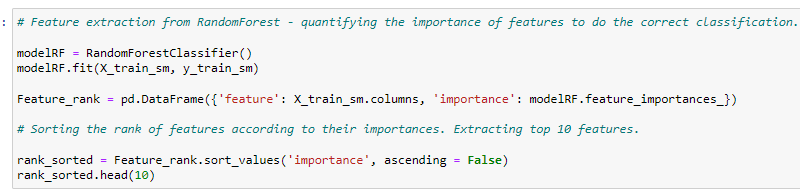 : # Feature extraction from RandomForest - quantifying the importance of features to do the correct classification.
modelRF = RandomForestClassifier()
modelRF.fit(X_train_sm, y_train_sm)
Feature_rank = pd.DataFrame({'feature': X_train_sm.columns, 'importance': modelRF.feature_importances_})
# Sorting the rank of features according to their importances. Extracting top 10 features.
rank_sorted = Feature_rank.sort_values('importance', ascending = False)
rank_sorted.head(10)